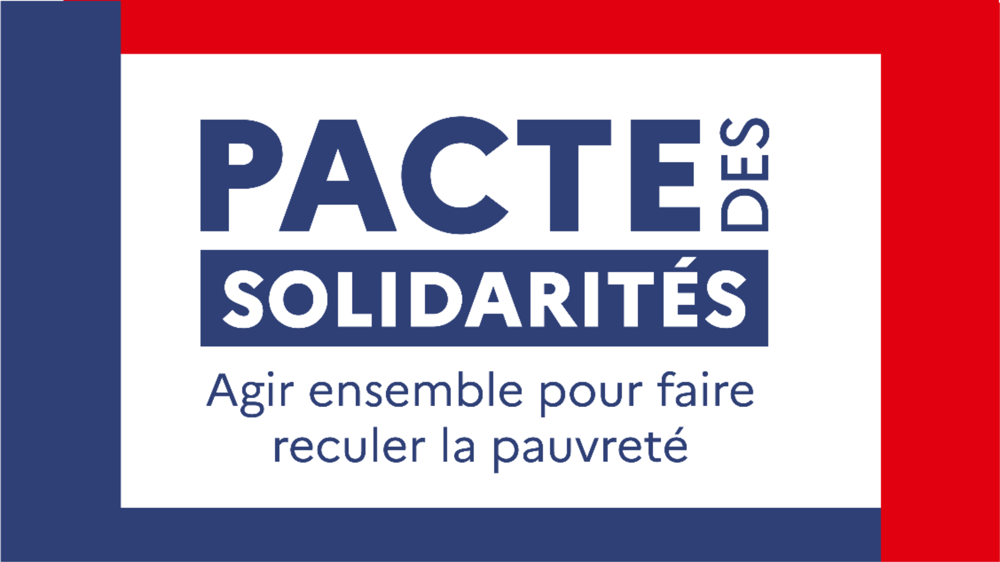 PACTE DES
SOLIDARITÉS
Agir ensemble pour faire
reculer la pauvreté